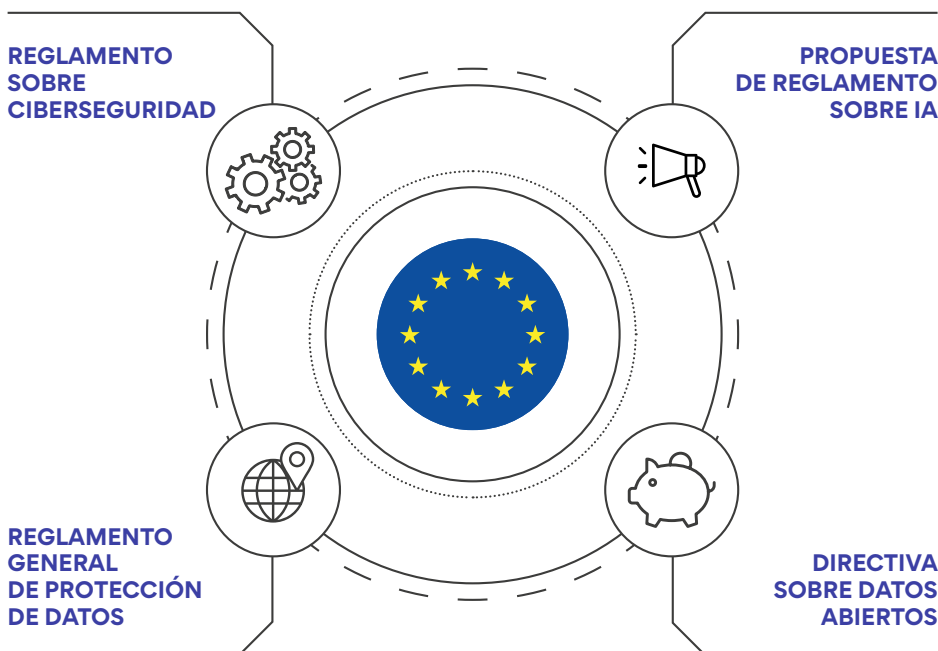 REGLAMENTO
SOBRE
CIBERSEGURIDAD
PROPUESTA
DE REGLAMENTO
SOBRE IA
REGLAMENTO
GENERAL
DE PROTECCIÓN
DE DATOS
DIRECTIVA
SOBRE DATOS
ABIERTOS